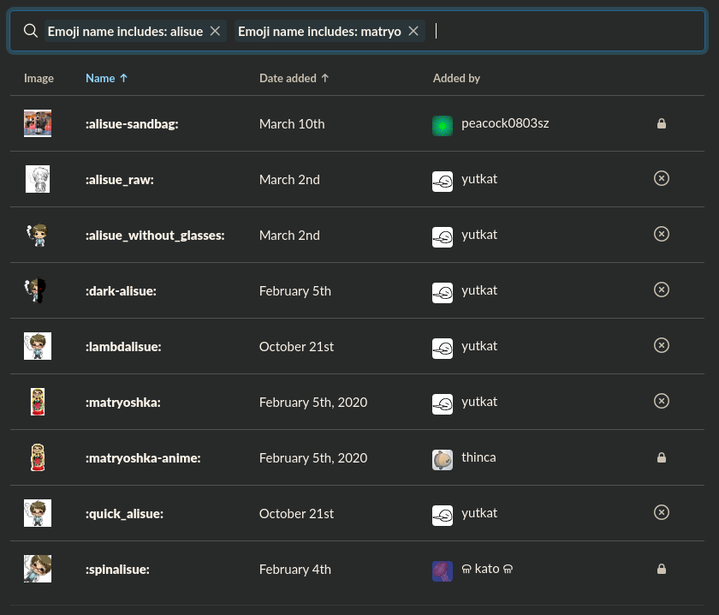 Emoji name includes: alisue Emoji name includes: matryo
Image Name ↑ Date added ↑ Added by
:alisue-sandbag: March 10th peacock0803sz
:alisue_raw: March 2nd yutkat
:alisue_without_glasses: March 2nd yutkat
:dark-alisue: February 5th yutkat
:lambdalisue: October 21st yutkat
:matryoshka: February 5th, 2020 yutkat
:matryoshka-anime: February 5th, 2020 thinca
:quick_alisue: October 21st yutkat
:spinalisue: February 4th kato